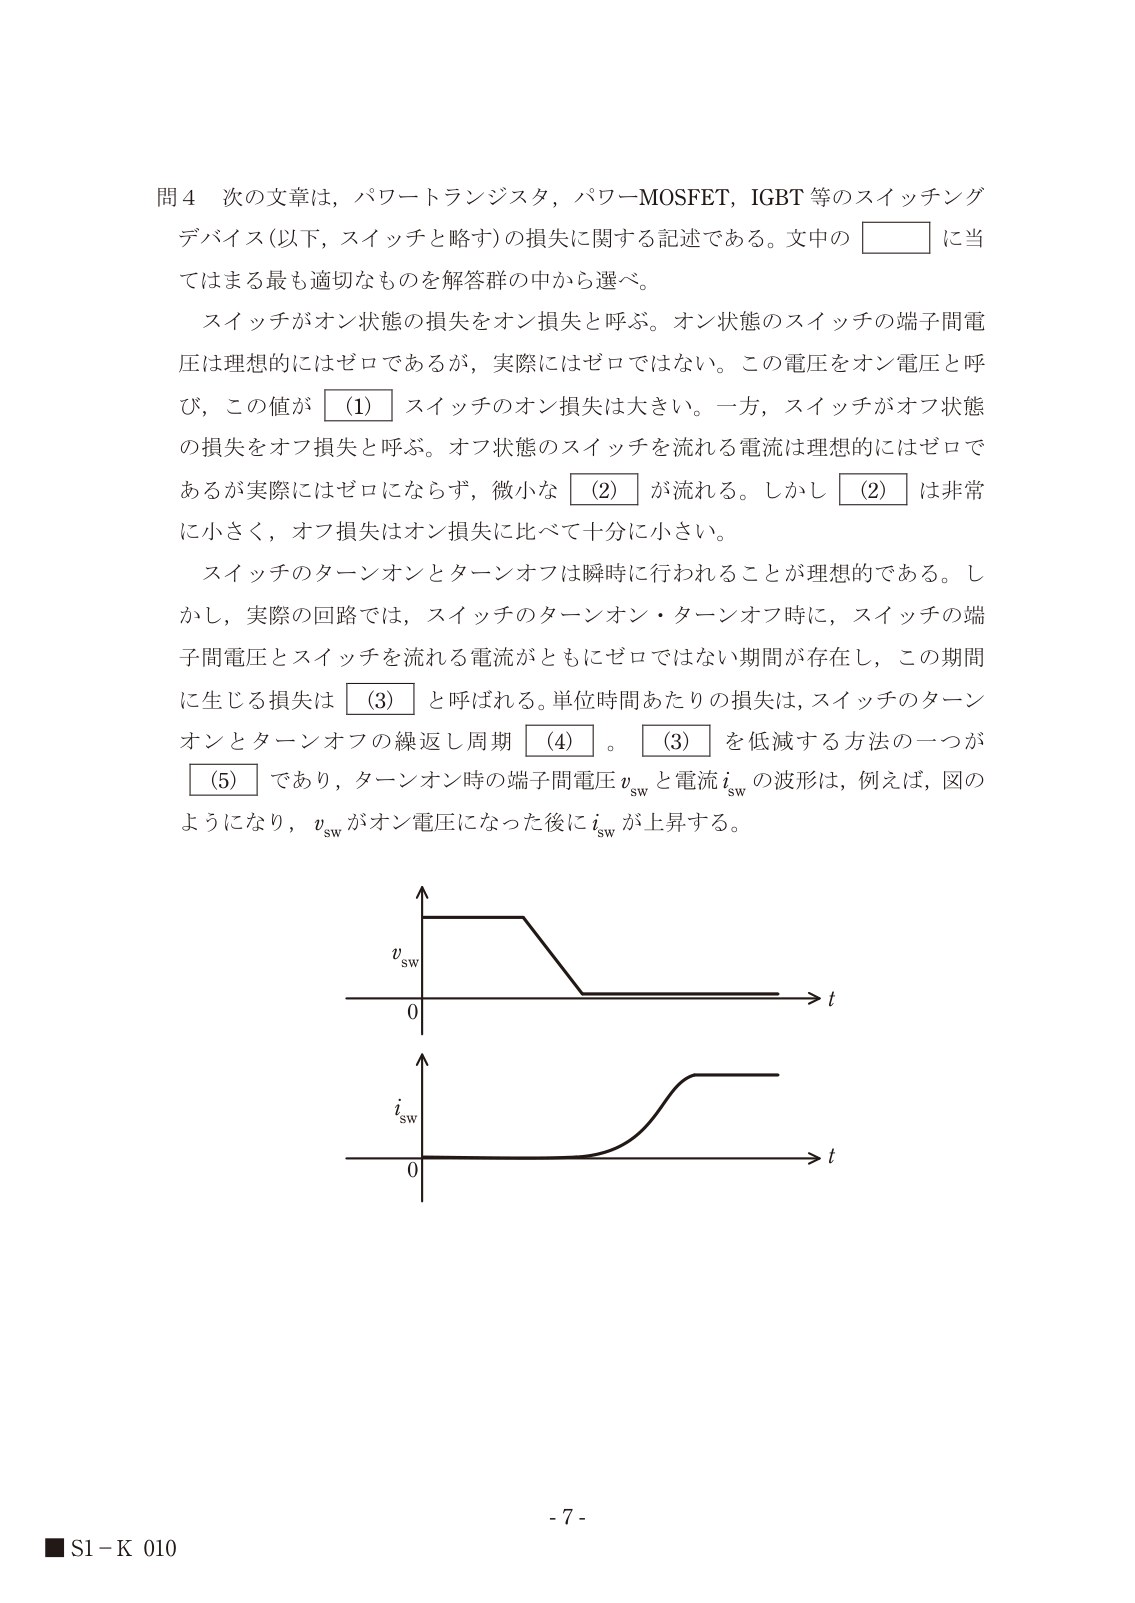 問4　次の文章は，パワートランジスタ，パワーMOSFET，IGBT 等のスイッチング
デバイス(以下，スイッチと略す)の損失に関する記述である。文中の　　　に当
てはまる最も適切なものを解答群の中から選べ。
スイッチがオン状態の損失をオン損失と呼ぶ。オン状態のスイッチの端子間電
圧は理想的にはゼロであるが，実際にはゼロではない。この電圧をオン電圧と呼
び，この値が (1) スイッチのオン損失は大きい。一方，スイッチがオフ状態
の損失をオフ損失と呼ぶ。オフ状態のスイッチを流れる電流は理想的にはゼロで
あるが実際にはゼロにならず，微小な (2) が流れる。しかし (2) は非常
に小さく，オフ損失はオン損失に比べて十分に小さい。
スイッチのターンオンとターンオフは瞬時に行われることが理想的である。し
かし，実際の回路では，スイッチのターンオン・ターンオフ時に，スイッチの端
子間電圧とスイッチを流れる電流がともにゼロではない期間が存在し，この期間
に生じる損失は (3) と呼ばれる。単位時間あたりの損失は，スイッチのターン
オンとターンオフの繰返し周期 (4) 。 (3) を低減する方法の一つが
(5) であり，ターンオン時の端子間電圧 vsw と電流 isw の波形は，例えば，図の
ようになり， vsw がオン電圧になった後に isw が上昇する。
vsw
0
t
isw
0
t
- 7 -
■ S1－K 010